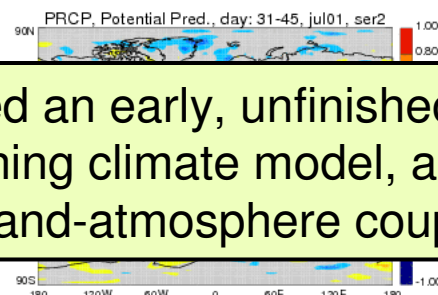 PRCP, Potential Pred., day: 31-45, jul01, ser2
90N
1.00
0.80
ed an early, unfinished
ning climate model, a
and-atmosphere coup
90S
-1.00
180 120W 60W 0 60E 120E 180